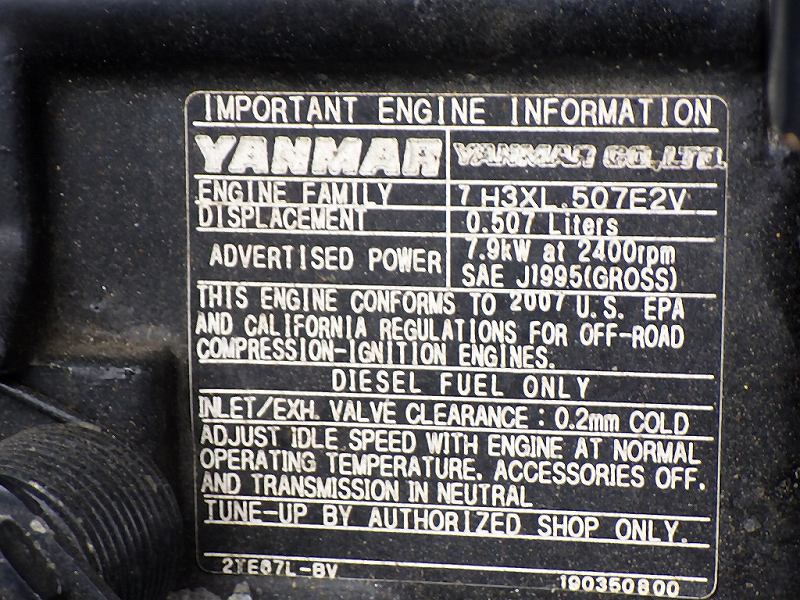 IMPORTANT ENGINE INFORMATION
YANMAR YANMAR CO.,LTD.
ENGINE FAMILY 7 H3XL.507E2V
DISPLACEMENT 0.507 Liters
ADVERTISED POWER 7.9kW at 2400rpm
SAE J1995(GROSS)
THIS ENGINE CONFORMS TO 2007 U.S. EPA
AND CALIFORNIA REGULATIONS FOR OFF-ROAD
COMPRESSION-IGNITION ENGINES.
DIESEL FUEL ONLY
INLET/EXH. VALVE CLEARANCE : 0.2mm COLD
ADJUST IDLE SPEED WITH ENGINE AT NORMAL
OPERATING TEMPERATURE. ACCESSORIES OFF.
AND TRANSMISSION IN NEUTRAL
TUNE-UP BY AUTHORIZED SHOP ONLY.
2TE67L-BV 190350800